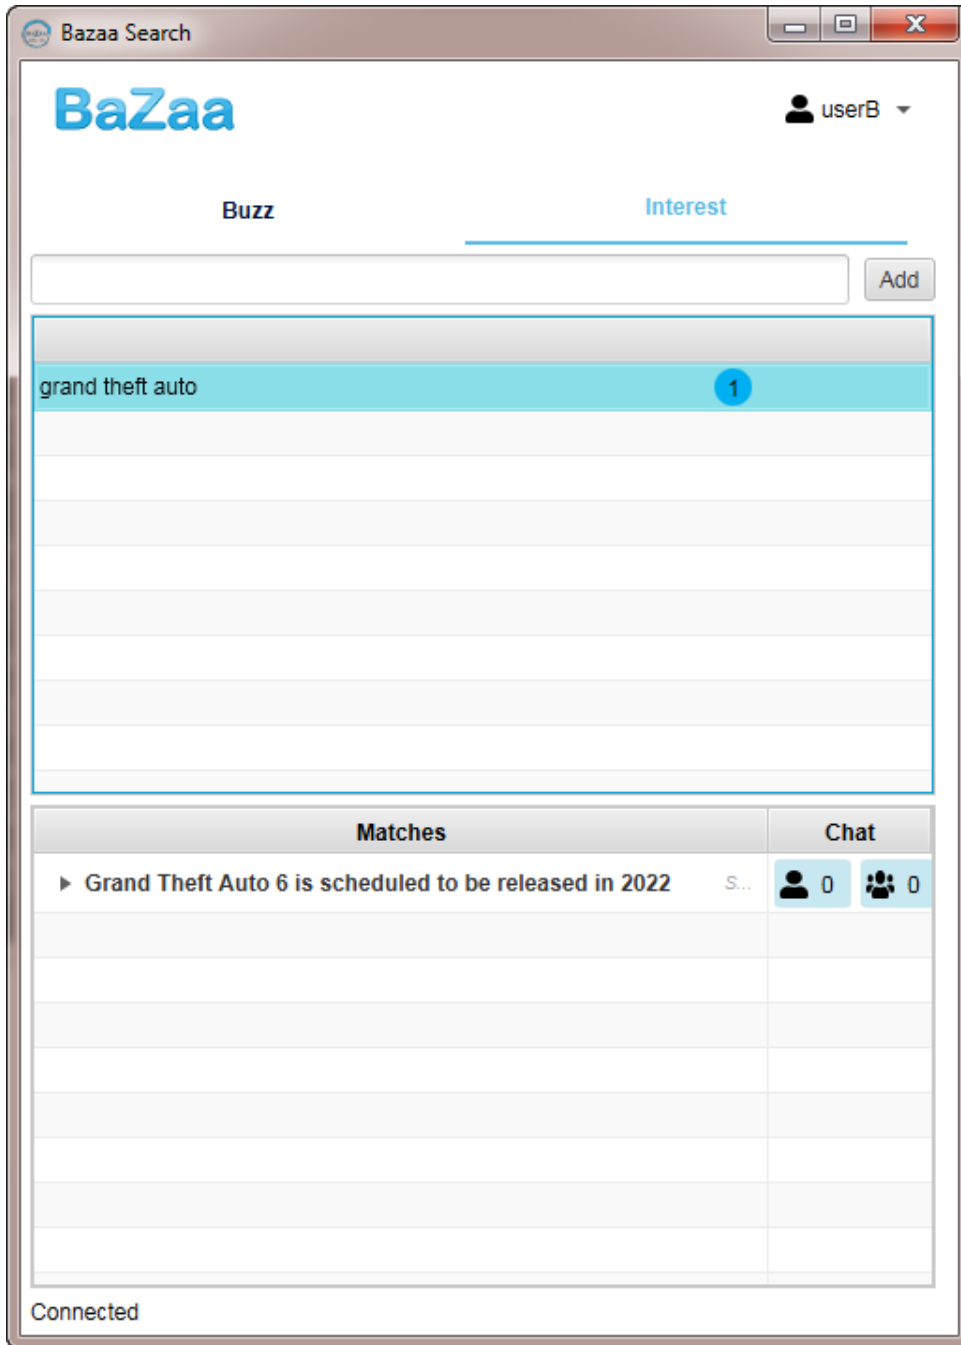 Bazaa Search
BaZaa
userB
Buzz
Interest
Add
grand theft auto 1
Matches
Chat
Grand Theft Auto 6 is scheduled to be released in 2022 S... 0 0
Connected